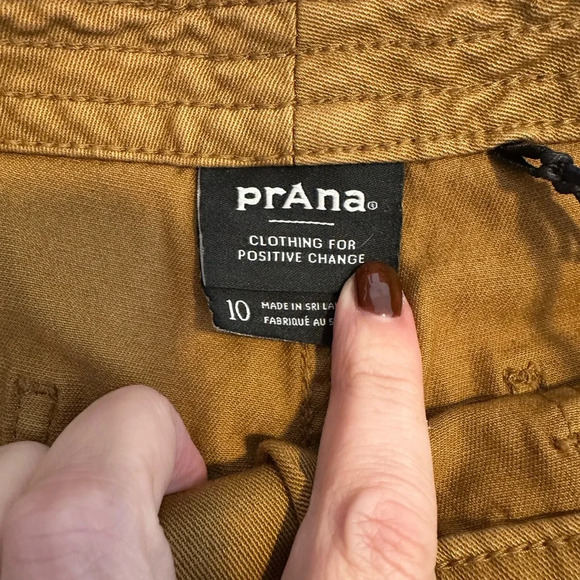 prAna
CLOTHING FOR
POSITIVE CHANGE
10
MADE IN SRI
FABRIQUÉ AU